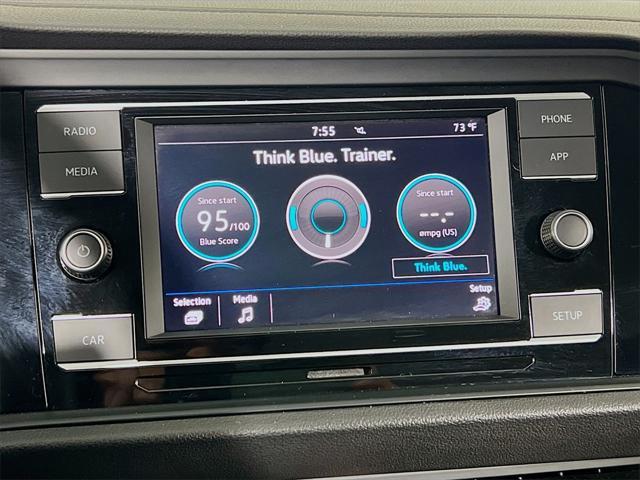 RADIO
MEDIA
CAR
7:55
73 °F
Think Blue. Trainer.
Since start
95/100
Blue Score
Since start
--.-
ømpg (US)
Think Blue.
Selection
Media
Setup
PHONE
APP
SETUP